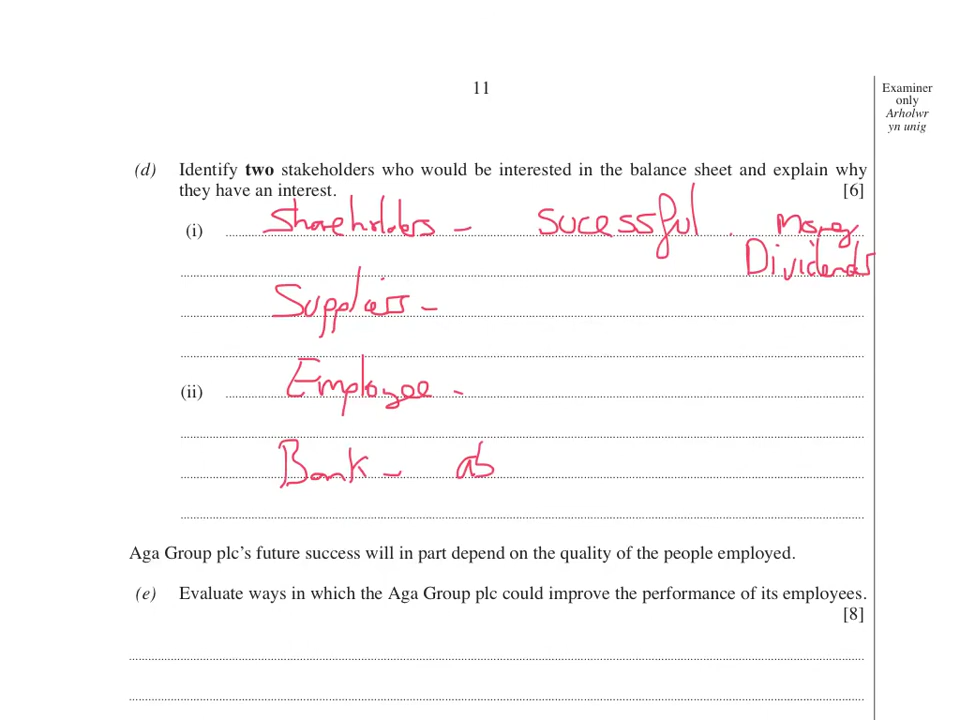 11
Examiner
only
Arholwr
yn unig
(d) Identify two stakeholders who would be interested in the balance sheet and explain why
they have an interest. [6]
(i) Shareholders - sucessful . Money
Dividends
Suppliers -
(ii) Employee -
Bank - ab
Aga Group plc's future success will in part depend on the quality of the people employed.
(e) Evaluate ways in which the Aga Group plc could improve the performance of its employees.
[8]